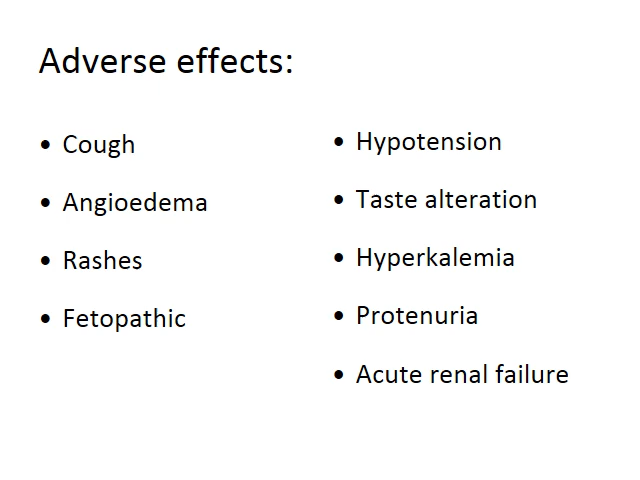 Adverse effects:
• Cough
• Angioedema
• Rashes
• Fetopathic
• Hypotension
• Taste alteration
• Hyperkalemia
• Protenuria
• Acute renal failure